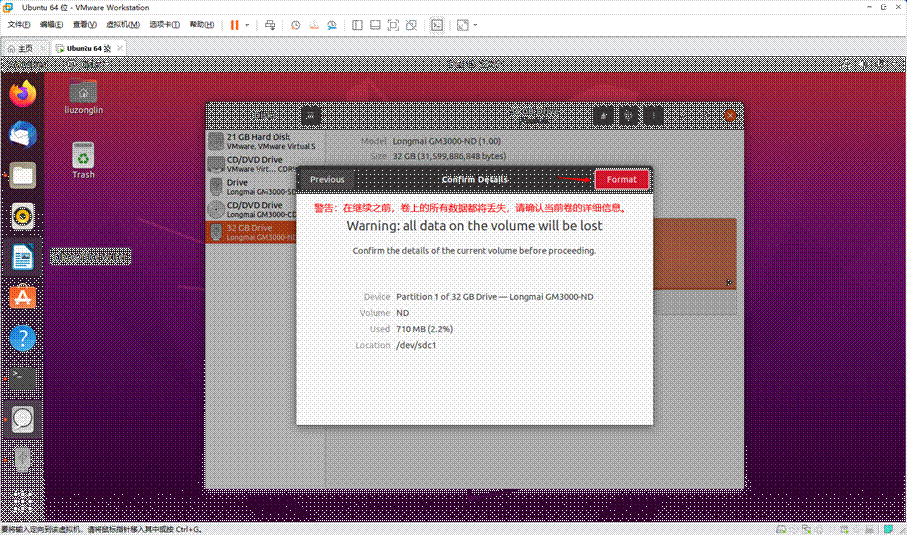 Ubuntu 64 位 - VMware Workstation
文件(F) 编辑(E) 查看(V) 虚拟机(M) 选项卡(T) 帮助(H)
主页 Ubuntu 64 位
liuzonglin
Trash
21 GB Hard Disk
VMware, VMware Virtual S
CD/DVD Drive
Drive
Longmai GM3000-SD
CD/DVD Drive
Longmai GM3000-CD
32 GB Drive
Longmai GM3000-ND
Model Longmai GM3000-ND (1.00)
Size 32 GB (31,599,886,848 bytes)
Previous Confirm Details Format
警告：在继续之前，卷上的所有数据都将丢失，请确认当前卷的详细信息。
Warning: all data on the volume will be lost
Confirm the details of the current volume before proceeding.
Device Partition 1 of 32 GB Drive — Longmai GM3000-ND
Volume ND
Used 710 MB (2.2%)
Location /dev/sdc1
要将输入定向到该虚拟机，请将鼠标指针移入其中或按 Ctrl+G。